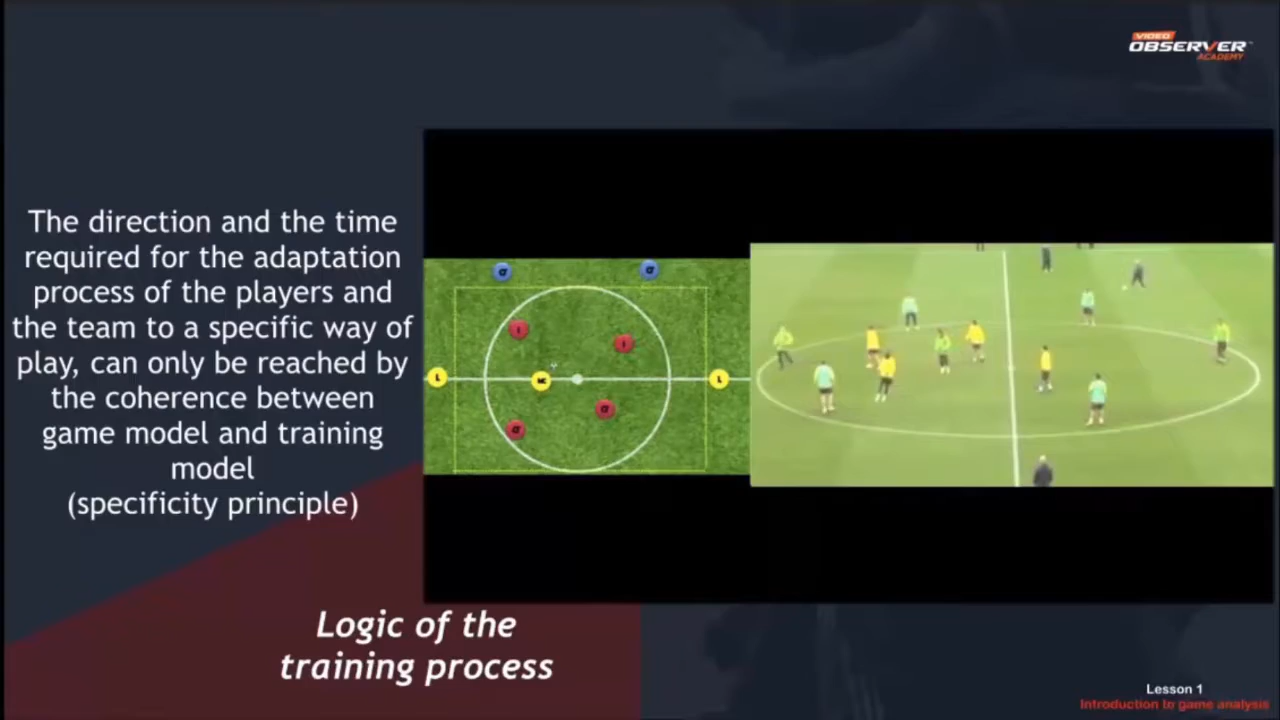 VIDEO
OBSERVER
ACADEMY
The direction and the time
required for the adaptation
process of the players and
the team to a specific way of
play, can only be reached by
the coherence between
game model and training
model
(specificity principle)
L
MC
L
Logic of the
training process
Lesson 1
Introduction to game analysis